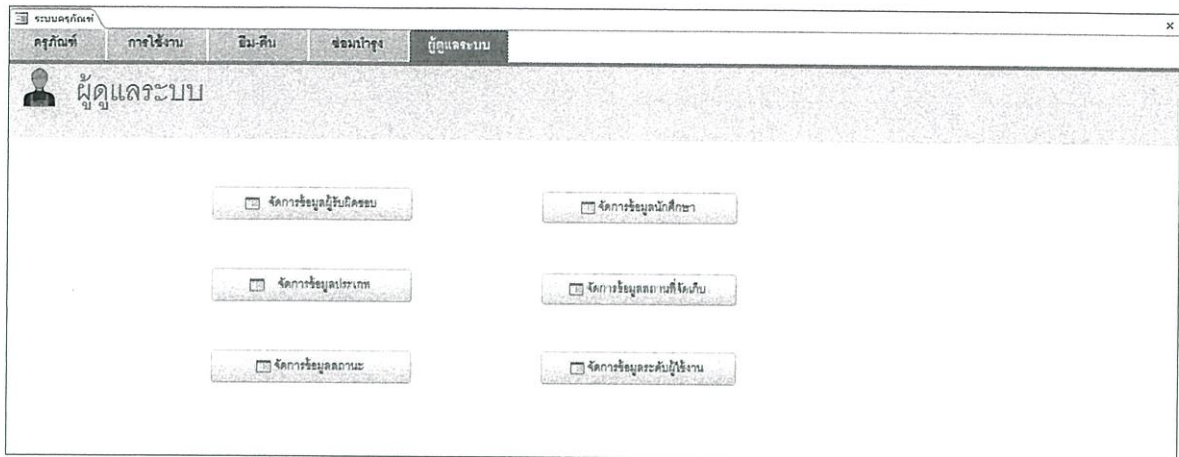 ระบบครุภัณฑ์
ครุภัณฑ์ การใช้งาน ยืม-คืน ซ่อมบำรุง ผู้ดูแลระบบ
ผู้ดูแลระบบ
จัดการข้อมูลผู้รับผิดชอบ จัดการข้อมูลนักศึกษา
จัดการข้อมูลประเภท จัดการข้อมูลสถานที่จัดเก็บ
จัดการข้อมูลสถานะ จัดการข้อมูลระดับผู้ใช้งาน